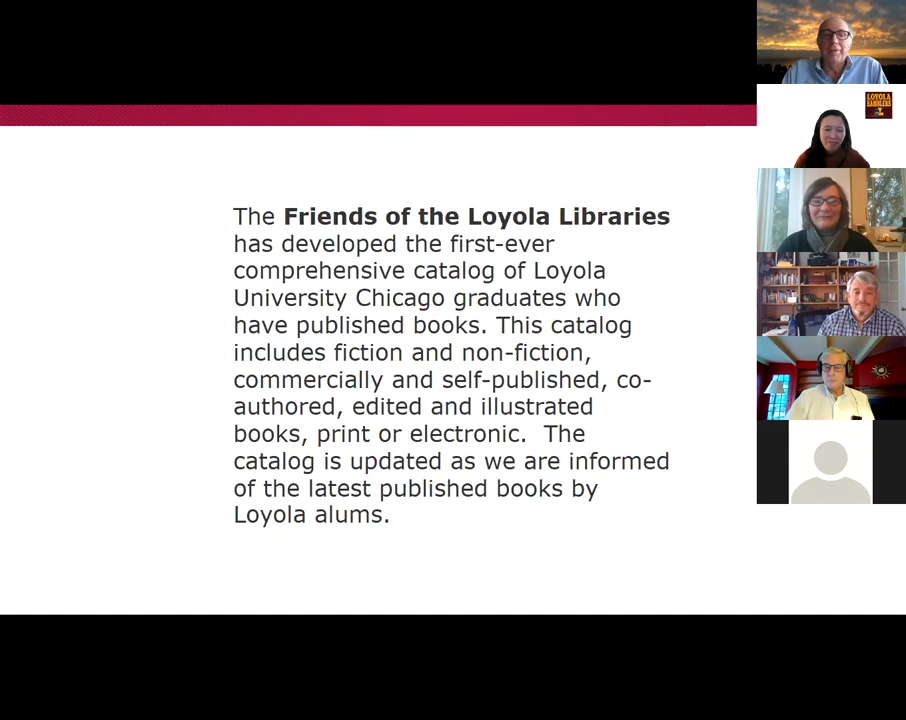 The Friends of the Loyola Libraries
has developed the first-ever
comprehensive catalog of Loyola
University Chicago graduates who
have published books. This catalog
includes fiction and non-fiction,
commercially and self-published, co-
authored, edited and illustrated
books, print or electronic.  The
catalog is updated as we are informed
of the latest published books by
Loyola alums.
LOYOLA
RAMBLERS